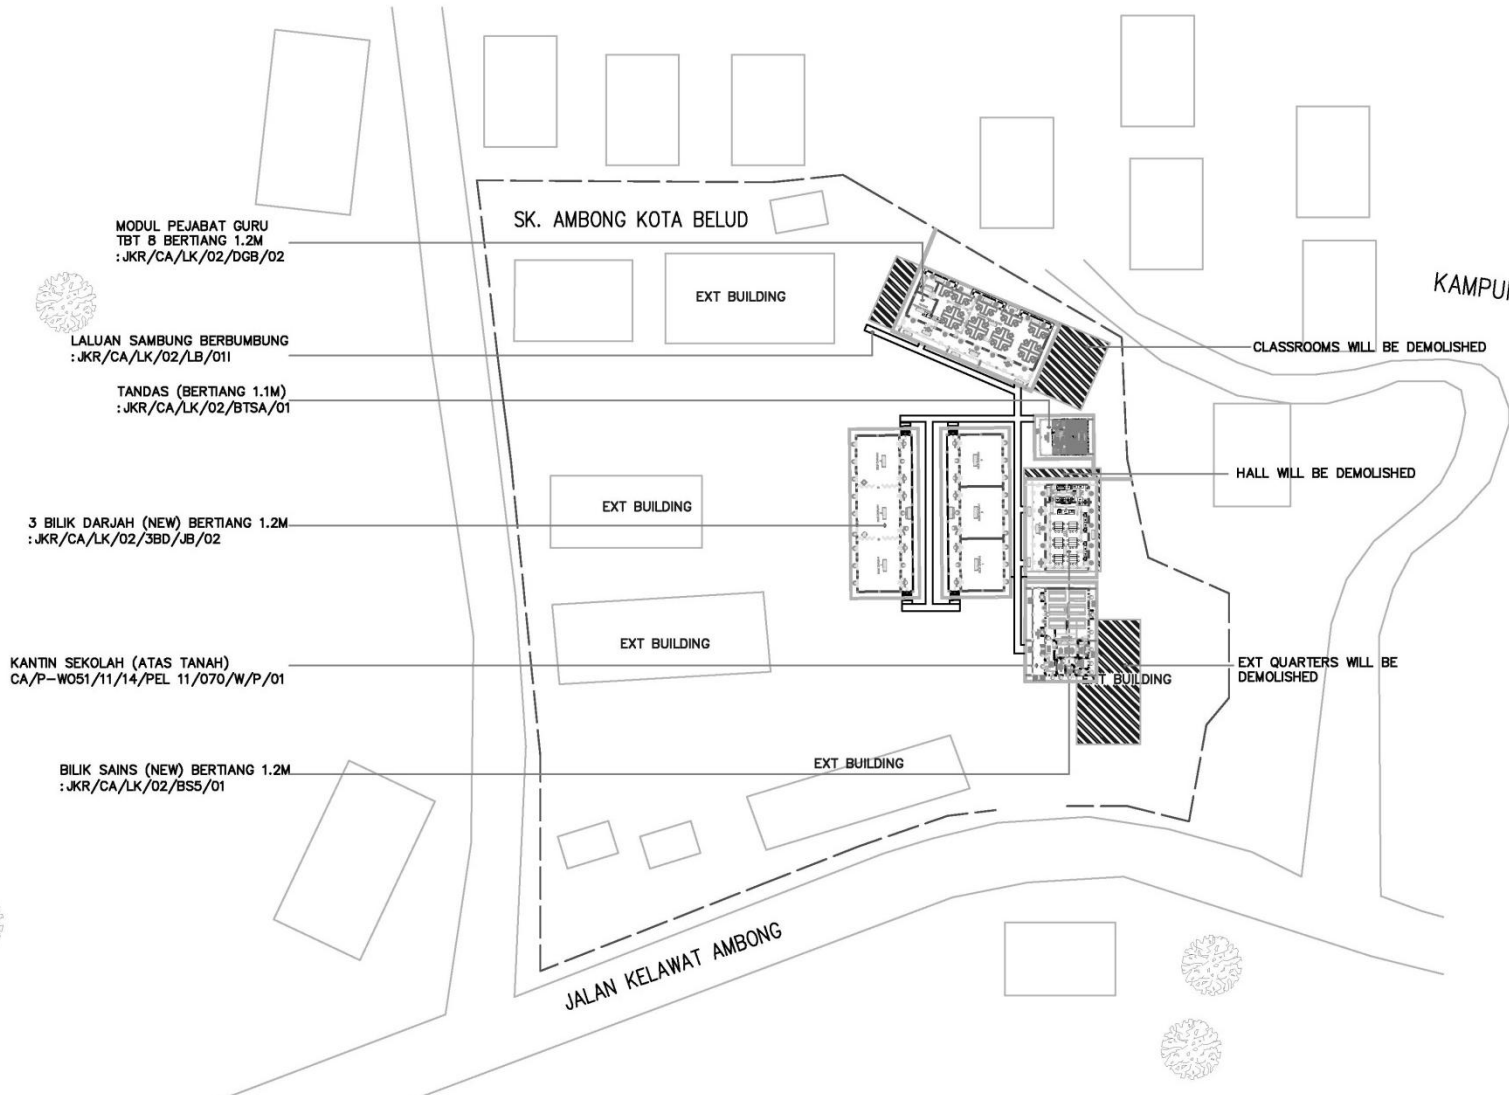 SK. AMBONG KOTA BELUD
MODUL PEJABAT GURU
TBT 8 BERTIANG 1.2M
:JKR/CA/LK/02/DGB/02
LALUAN SAMBUNG BERBUMBUNG
:JKR/CA/LK/02/LB/01I
TANDAS (BERTIANG 1.1M)
:JKR/CA/LK/02/BTSA/01
3 BILIK DARJAH (NEW) BERTIANG 1.2M
:JKR/CA/LK/02/3BD/JB/02
KANTIN SEKOLAH (ATAS TANAH)
CA/P-W051/11/14/PEL 11/070/W/P/01
BILIK SAINS (NEW) BERTIANG 1.2M
:JKR/CA/LK/02/BS5/01
EXT BUILDING
EXT BUILDING
EXT BUILDING
EXT BUILDING
EXT BUILDING
KAMPU
CLASSROOMS WILL BE DEMOLISHED
HALL WILL BE DEMOLISHED
EXT QUARTERS WILL BE
DEMOLISHED
JALAN KELAWAT AMBONG